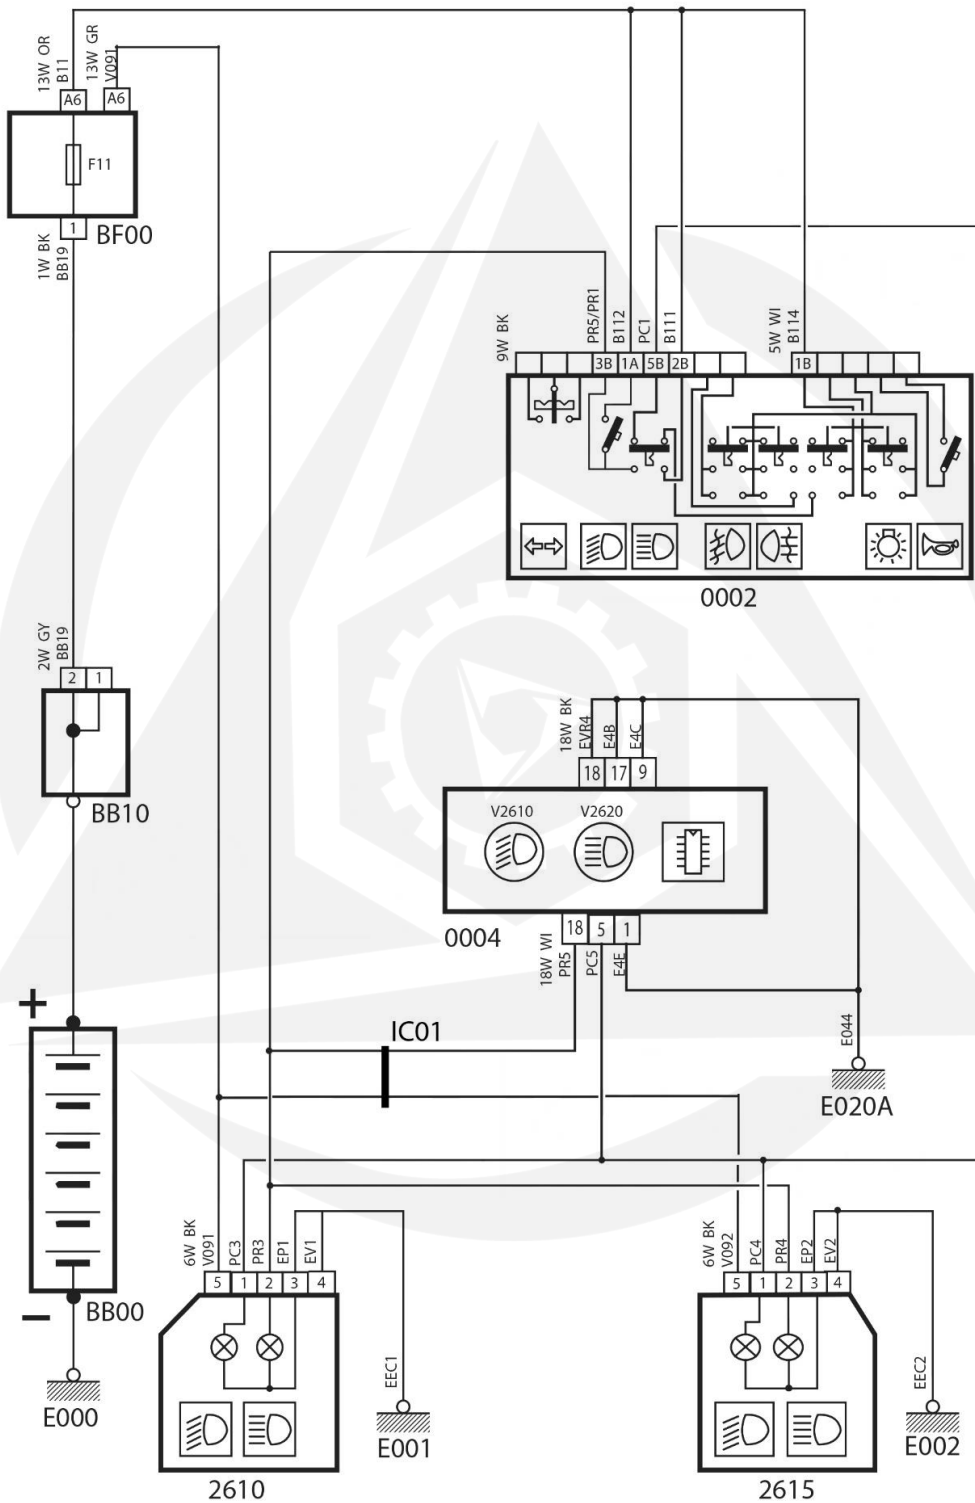 13W OR
B11
13W GR
V091
A6
A6
F11
1
BF00
1W BK
BB19
9W BK
PR5/PR1
B112
PC1
B111
5W WI
B114
3B
1A
5B
2B
1B
0002
2W GY
BB19
2
1
BB10
18W BK
EVR4
E4B
E4C
18
17
9
V2610
V2620
0004
18
5
1
18W WI
PR5
PC5
E4E
IC01
E044
E020A
+
BB00
−
E000
6W BK
V091
PC3
PR3
EP1
EV1
5
1
2
3
4
EEC1
E001
2610
6W BK
V092
PC4
PR4
EP2
EV2
5
1
2
3
4
EEC2
E002
2615